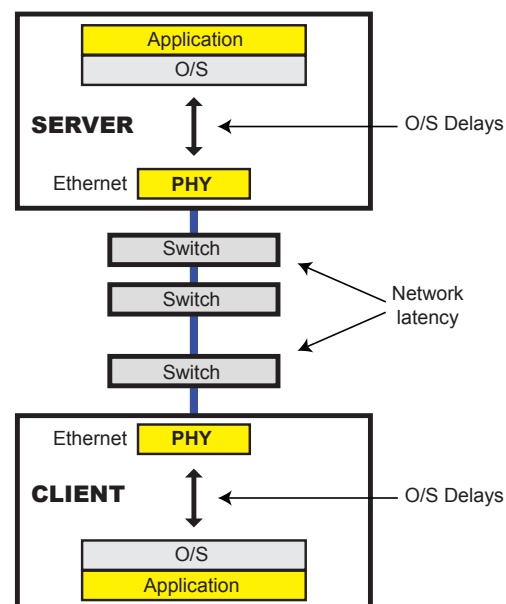 Application
O/S
SERVER
O/S Delays
Ethernet
PHY
Switch
Switch
Network
latency
Switch
Ethernet
PHY
CLIENT
O/S Delays
O/S
Application